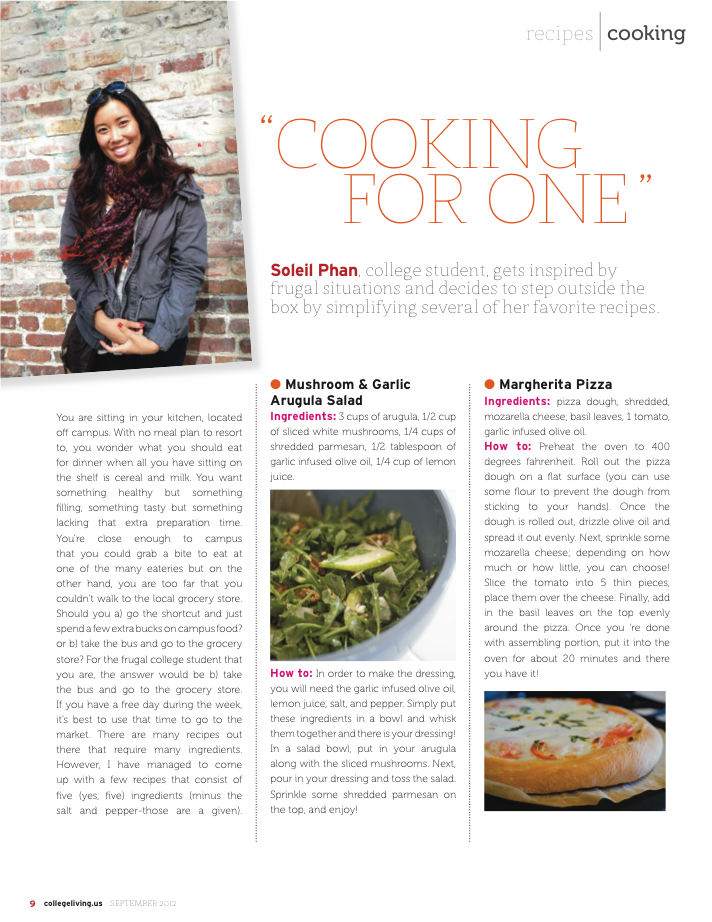 recipes | cooking
“COOKING
FOR ONE”
Soleil Phan, college student, gets inspired by
frugal situations and decides to step outside the
box by simplifying several of her favorite recipes.
You are sitting in your kitchen, located
off campus. With no meal plan to resort
to, you wonder what you should eat
for dinner when all you have sitting on
the shelf is cereal and milk. You want
something healthy but something
filling, something tasty but something
lacking that extra preparation time.
You're close enough to campus
that you could grab a bite to eat at
one of the many eateries but on the
other hand, you are too far that you
couldn't walk to the local grocery store.
Should you a) go the shortcut and just
spend a few extra bucks on campus food?
or b) take the bus and go to the grocery
store? For the frugal college student that
you are, the answer would be b) take
the bus and go to the grocery store.
If you have a free day during the week,
it's best to use that time to go to the
market. There are many recipes out
there that require many ingredients.
However, I have managed to come
up with a few recipes that consist of
five (yes, five) ingredients (minus the
salt and pepper-those are a given).
Mushroom & Garlic
Arugula Salad
Ingredients: 3 cups of arugula, 1/2 cup
of sliced white mushrooms, 1/4 cups of
shredded parmesan, 1/2 tablespoon of
garlic infused olive oil, 1/4 cup of lemon
juice.
How to: In order to make the dressing,
you will need the garlic infused olive oil,
lemon juice, salt, and pepper. Simply put
these ingredients in a bowl and whisk
them together and there is your dressing!
In a salad bowl, put in your arugula
along with the sliced mushrooms. Next,
pour in your dressing and toss the salad.
Sprinkle some shredded parmesan on
the top, and enjoy!
Margherita Pizza
Ingredients: pizza dough, shredded,
mozarella cheese, basil leaves, 1 tomato,
garlic infused olive oil.
How to: Preheat the oven to 400
degrees fahrenheit. Roll out the pizza
dough on a flat surface (you can use
some flour to prevent the dough from
sticking to your hands). Once the
dough is rolled out, drizzle olive oil and
spread it out evenly. Next, sprinkle some
mozarella cheese; depending on how
much or how little, you can choose!
Slice the tomato into 5 thin pieces,
place them over the cheese. Finally, add
in the basil leaves on the top evenly
around the pizza. Once you 're done
with assembling portion, put it into the
oven for about 20 minutes and there
you have it!
9 collegeliving.us SEPTEMBER 2012